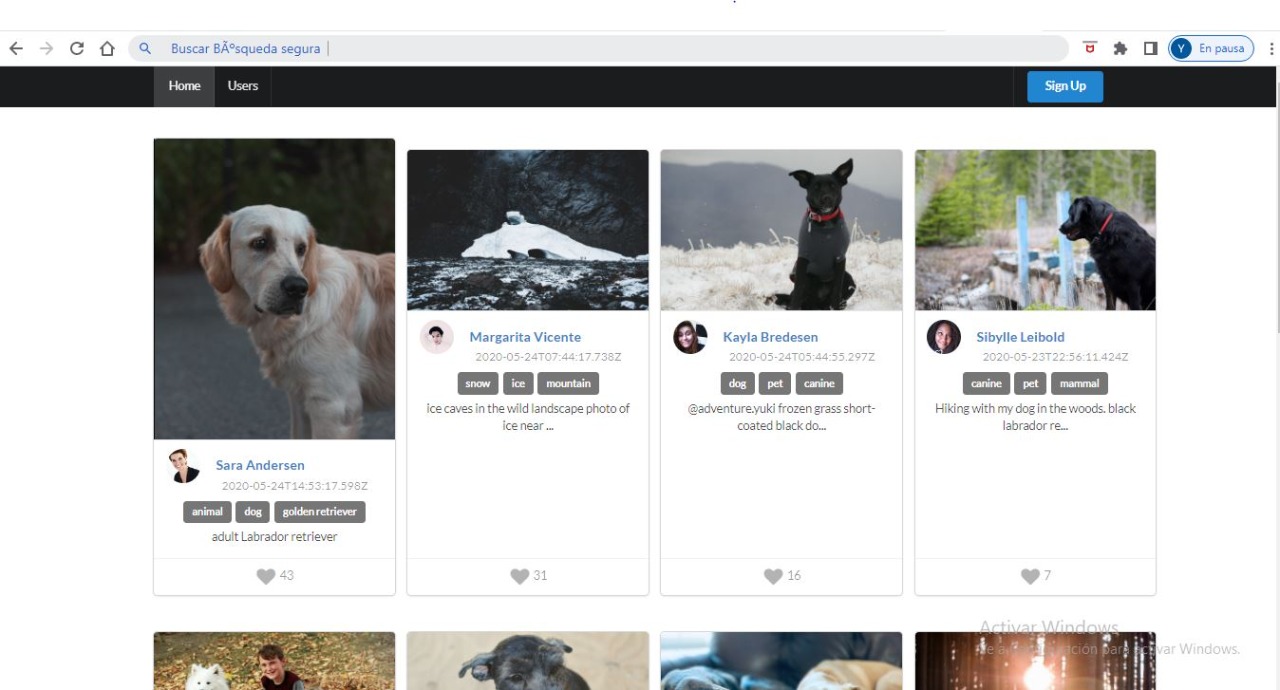 Buscar BÃºsqueda segura
Y En pausa
Home Users Sign Up
Sara Andersen
2020-05-24T14:53:17.598Z
animal dog golden retriever
adult Labrador retriever
43
Margarita Vicente
2020-05-24T07:44:17.738Z
snow ice mountain
ice caves in the wild landscape photo of
ice near ...
31
Kayla Bredesen
2020-05-24T05:44:55.297Z
dog pet canine
@adventure.yuki frozen grass short-
coated black do...
16
Sibylle Leibold
2020-05-23T22:56:11.424Z
canine pet mammal
Hiking with my dog in the woods. black
labrador re...
7
Activar Windows
para activar Windows.